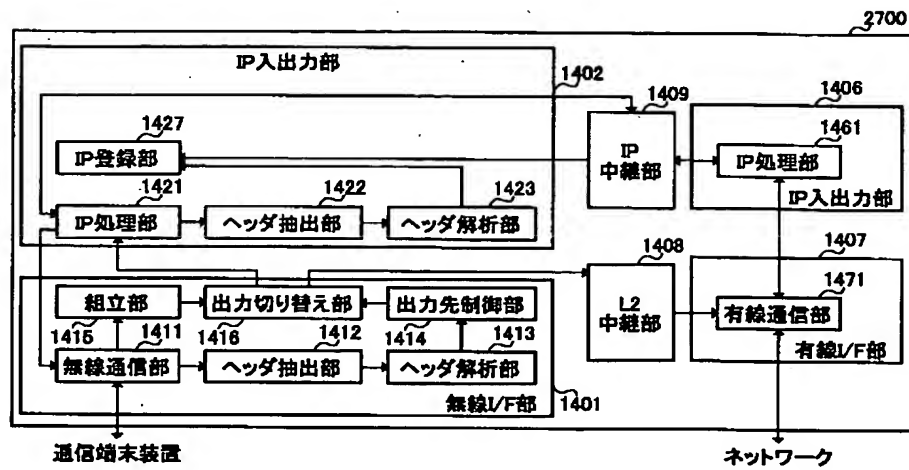 2700
IP入出力部
1402
1409
1406
1427
IP登録部
IP
中継部
1461
IP処理部
IP入出力部
1421
IP処理部
1422
ヘッダ抽出部
1423
ヘッダ解析部
1408
1407
組立部
出力切り替え部
出力先制御部
L2
中継部
1471
有線通信部
1415
1411
1416
1412
1414
1413
無線通信部
ヘッダ抽出部
ヘッダ解析部
有線I/F部
無線I/F部
1401
通信端末装置
ネットワーク